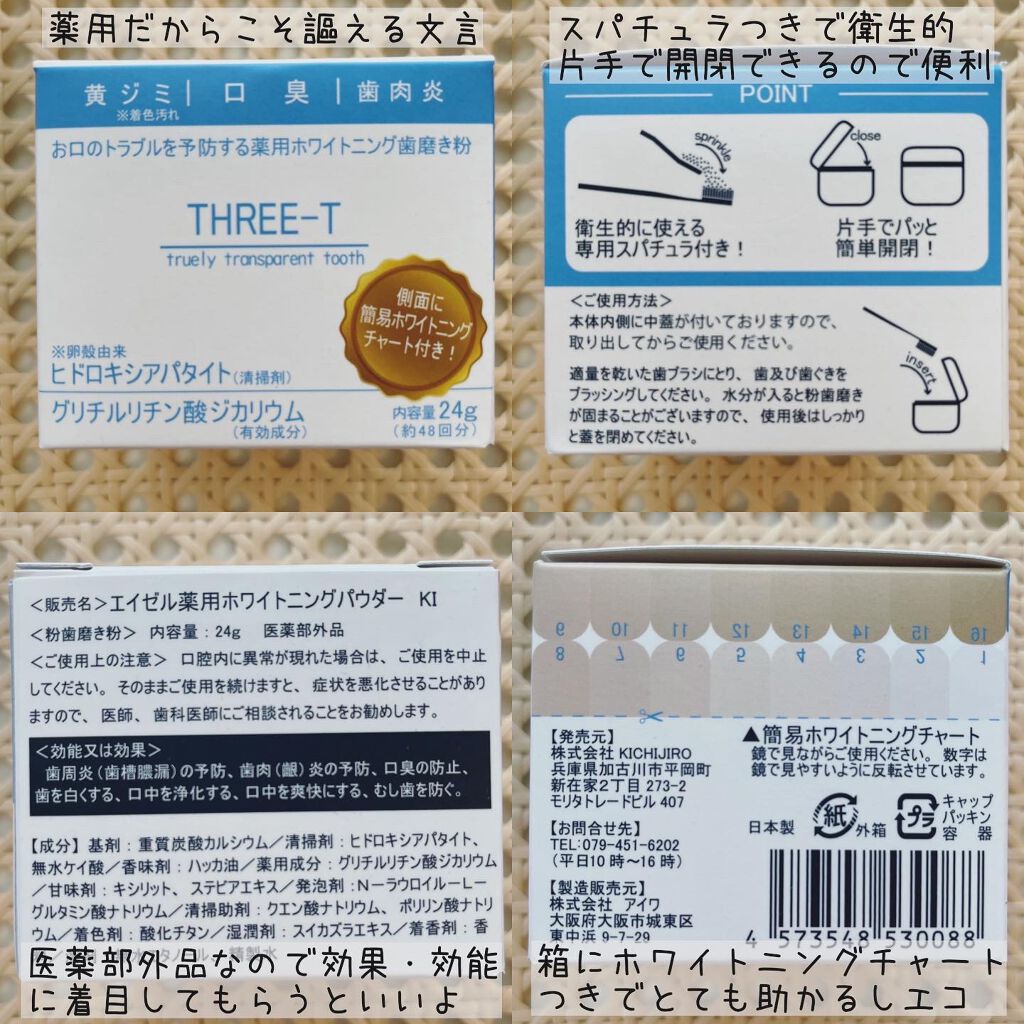 薬用だからこそ謳える文言
黄ジミ|口 臭|歯肉炎
※着色汚れ
お口のトラブルを予防する薬用ホワイトニング歯磨き粉
THREE-T
truely transparent tooth
側面に
簡易ホワイトニング
チャート付き!
※卵殻由来
ヒドロキシアパタイト(清掃剤)
グリチルリチン酸ジカリウム
(有効成分)
内容量24g
(約48回分)
スパチュラつきで衛生的
片手で開閉できるので便利
POINT
sprinkle
close
衛生的に使える
専用スパチュラ付き!
片手でパッと
簡単開閉!
<ご使用方法>
本体内側に中蓋が付いておりますので、
取り出してからご使用ください。
適量を乾いた歯ブラシにとり、歯及び歯ぐきを
ブラッシングしてください。水分が入ると粉歯磨き
が固まることがございますので、使用後はしっかり
と蓋を閉めてください。
insert
<販売名>エイゼル薬用ホワイトニングパウダー KI
<粉歯磨き粉> 内容量:24g 医薬部外品
<ご使用上の注意> 口腔内に異常が現れた場合は、ご使用を中止
してください。そのままご使用を続けますと、症状を悪化させることがあり
ますので、医師、歯科医師にご相談されることをお勧めします。
<効能又は効果>
歯周炎(歯槽膿漏)の予防、歯肉(齦)炎の予防、口臭の防止、
歯を白くする、口中を浄化する、口中を爽快にする、むし歯を防ぐ。
【成分】基剤:重質炭酸カルシウム/清掃剤:ヒドロキシアパタイト、
無水ケイ酸/香味剤:ハッカ油/薬用成分:グリチルリチン酸ジカリウム
/甘味剤:キシリット、ステビアエキス/発泡剤:N-ラウロイル-L-
グルタミン酸ナトリウム/清掃助剤:クエン酸ナトリウム、ポリリン酸ナトリ
ウム/着色剤:酸化チタン/湿潤剤:スイカズラエキス/着香剤:香
精製水
医薬部外品なので効果・効能
に着目してもらうといいよ
9 10 11 12 13 14 15 16
8 7 6 5 4 3 2 1
▲簡易ホワイトニングチャート
鏡で見ながらご使用ください。数字は
鏡で見やすいように反転させています。
【発売元】
株式会社 KICHIJIRO
兵庫県加古川市平岡町
新在家2丁目 273-2
モリタトレードビル 407
【お問合せ先】
TEL:079-451-6202
(平日10時~16時)
【製造販売元】
株式会社 アイワ
大阪府大阪市城東区
東中浜 9-7-29
日本製
紙
外箱
プラ
キャップ
パッキン
容器
4 573548 530088
箱にホワイトニングチャート
つきでとても助かるしエコ